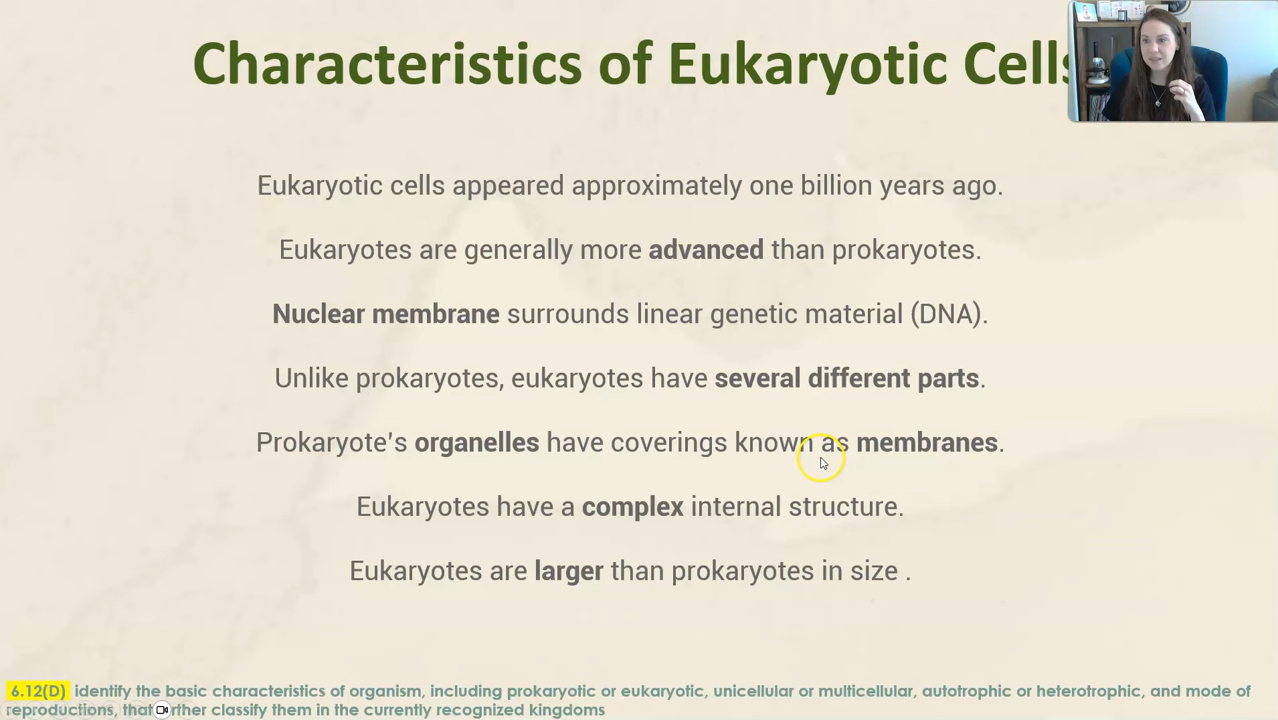 Characteristics of Eukaryotic Cells
Eukaryotic cells appeared approximately one billion years ago.
Eukaryotes are generally more advanced than prokaryotes.
Nuclear membrane surrounds linear genetic material (DNA).
Unlike prokaryotes, eukaryotes have several different parts.
Prokaryote's organelles have coverings known as membranes.
Eukaryotes have a complex internal structure.
Eukaryotes are larger than prokaryotes in size .
6.12(D) identify the basic characteristics of organism, including prokaryotic or eukaryotic, unicellular or multicellular, autotrophic or heterotrophic, and mode of
reproductions, that further classify them in the currently recognized kingdoms